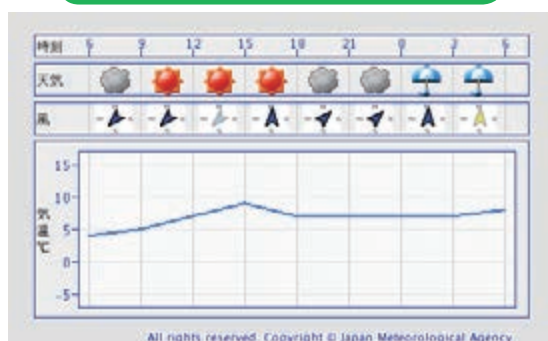 時刻 6 9 12 15 18 21 0 3 6
天気
風
15
10
気温℃ 5
0
-5
All rights reserved. Copyright © Japan Meteorological Agency